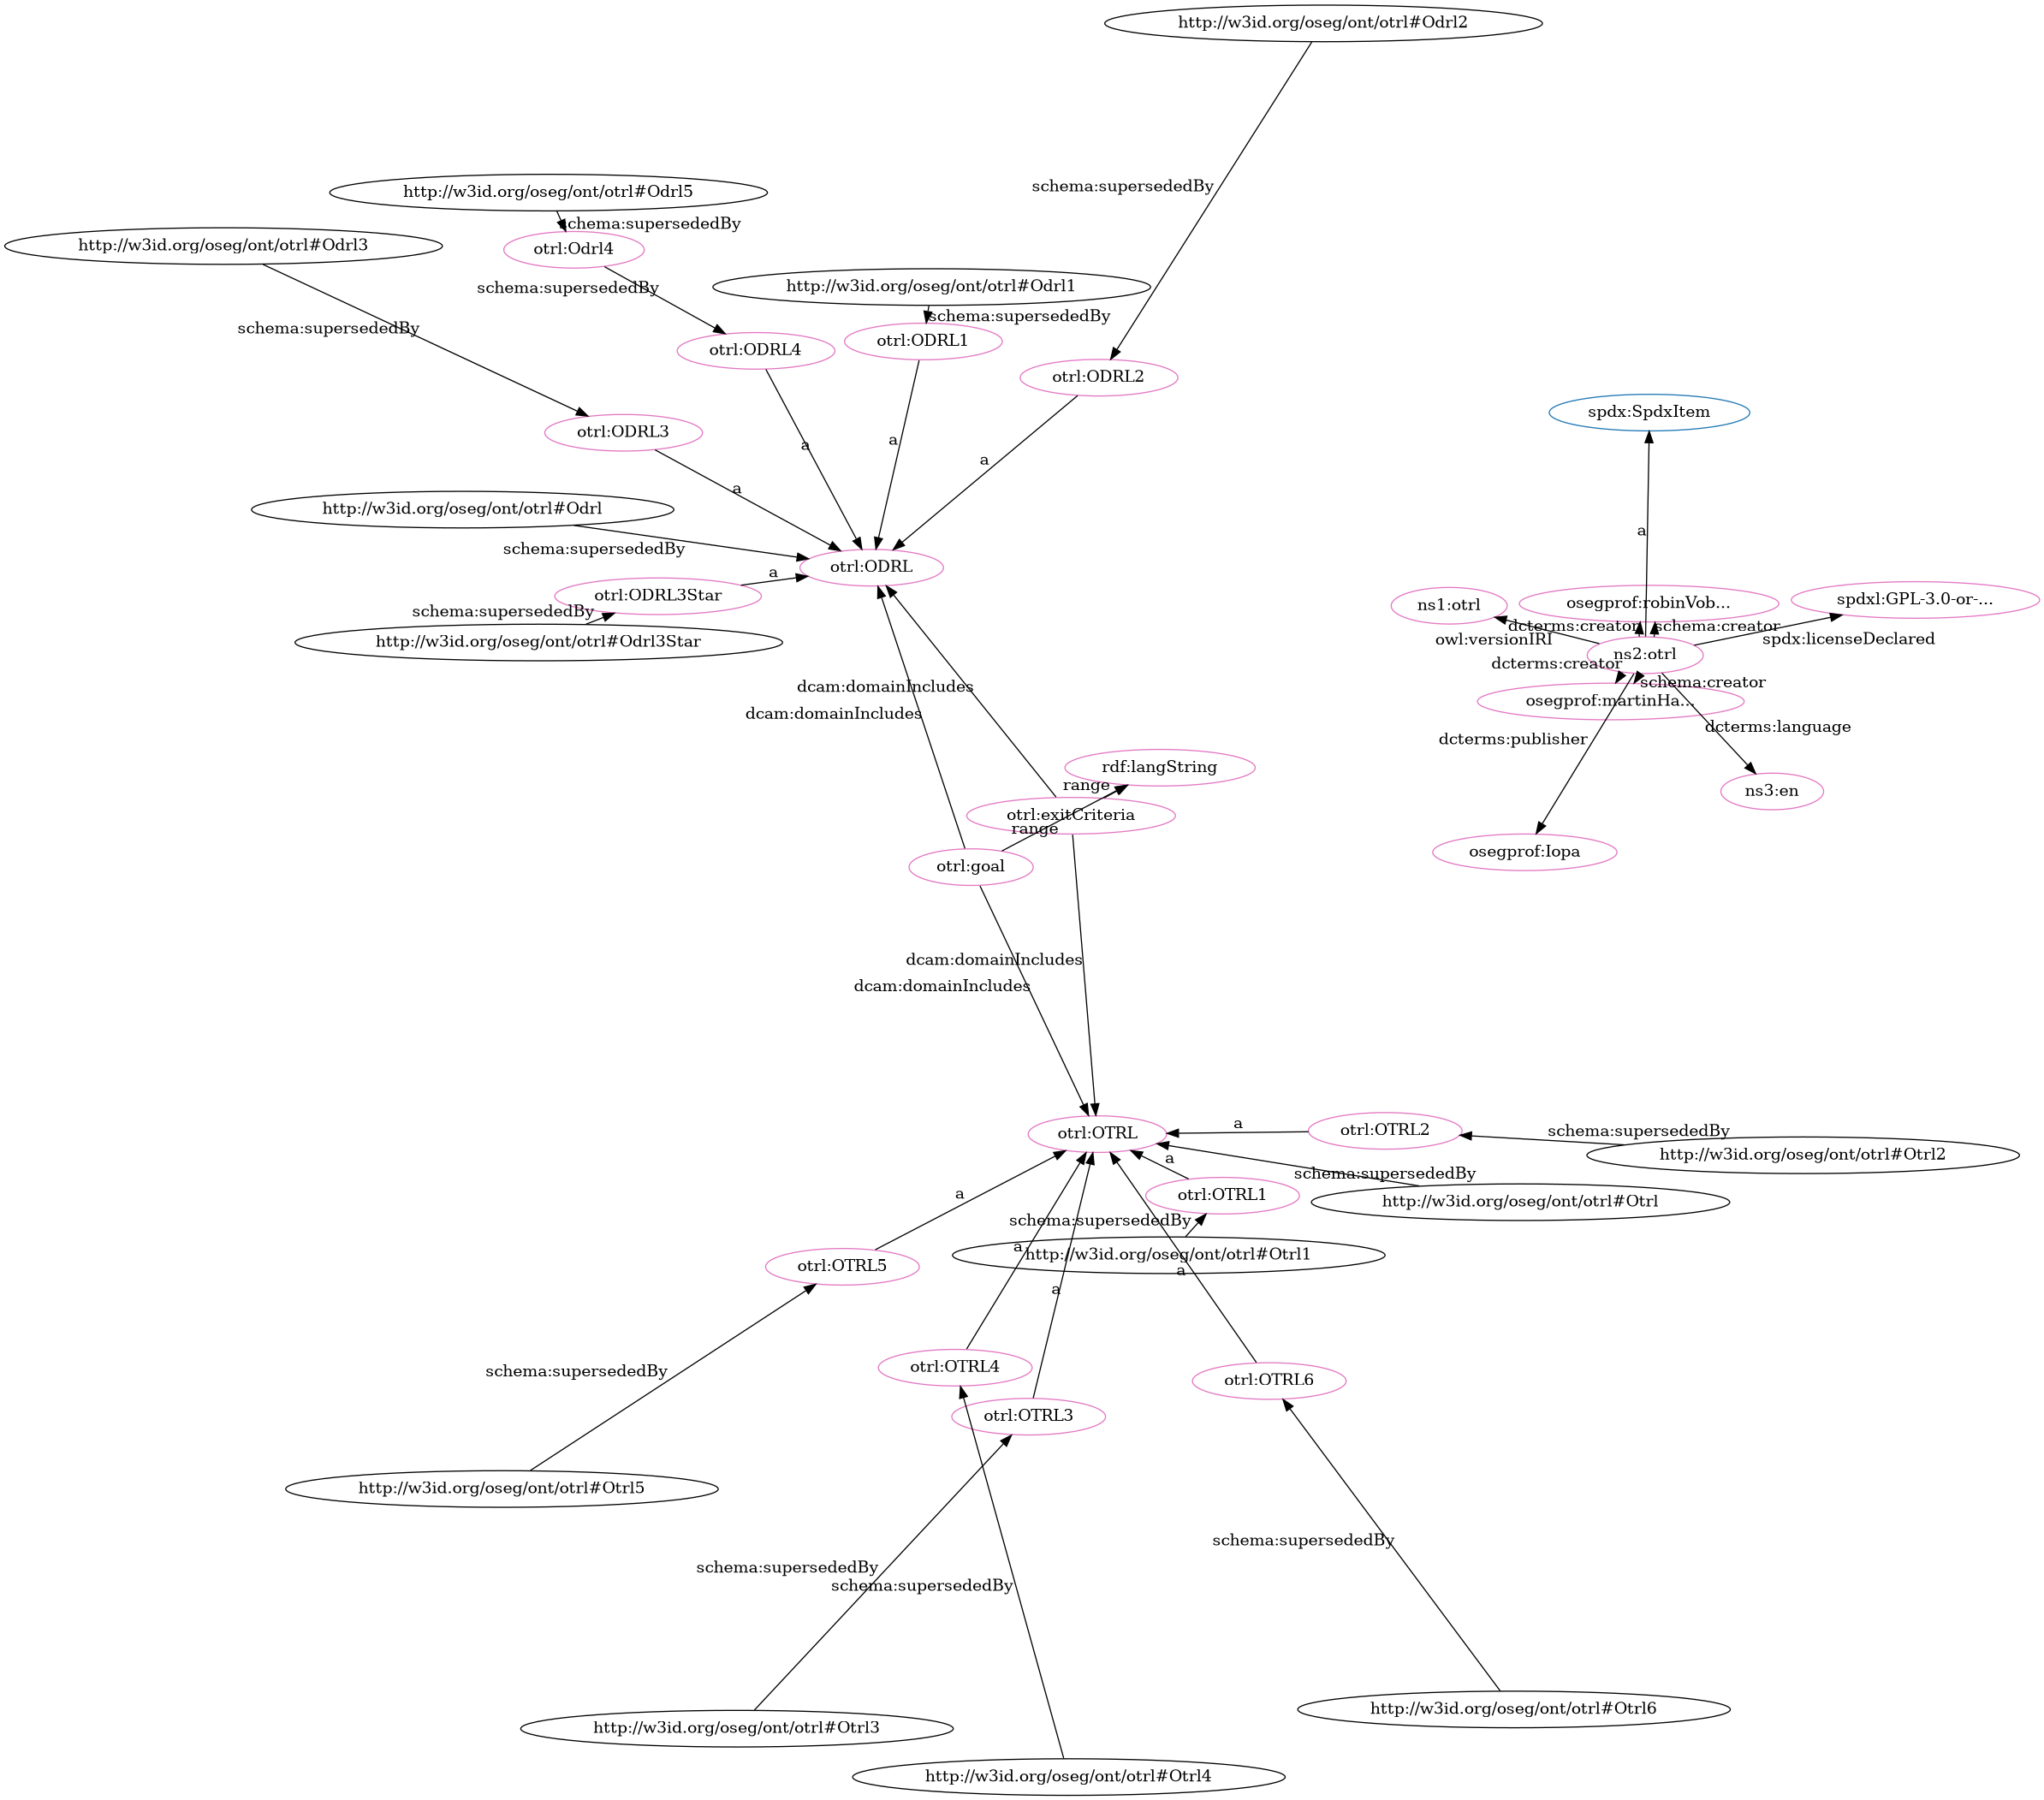 http://w3id.org/oseg/ont/otrl#Odrl2
schema:supersededBy
http://w3id.org/oseg/ont/otrl#Odrl5
schema:supersededBy
http://w3id.org/oseg/ont/otrl#Odrl3
otrl:Odrl4
schema:supersededBy
http://w3id.org/oseg/ont/otrl#Odrl1
schema:supersededBy
schema:supersededBy
otrl:ODRL1
otrl:ODRL4
otrl:ODRL2
spdx:SpdxItem
otrl:ODRL3
a
a
a
a
http://w3id.org/oseg/ont/otrl#Odrl
a
schema:supersededBy
otrl:ODRL
a
otrl:ODRL3Star
schema:supersededBy
http://w3id.org/oseg/ont/otrl#Odrl3Star
ns1:otrl
osegprof:robinVob...
spdxl:GPL-3.0-or-...
dcterms:creator
schema:creator
owl:versionIRI
spdx:licenseDeclared
ns2:otrl
dcterms:creator
schema:creator
osegprof:martinHa...
dcam:domainIncludes
dcam:domainIncludes
dcterms:language
dcterms:publisher
rdf:langString
range
ns3:en
otrl:exitCriteria
range
osegprof:Iopa
otrl:goal
dcam:domainIncludes
dcam:domainIncludes
otrl:OTRL
a
otrl:OTRL2
schema:supersededBy
http://w3id.org/oseg/ont/otrl#Otrl2
a
schema:supersededBy
otrl:OTRL1
http://w3id.org/oseg/ont/otrl#Otrl
a
schema:supersededBy
a
http://w3id.org/oseg/ont/otrl#Otrl1
otrl:OTRL5
a
a
otrl:OTRL4
schema:supersededBy
otrl:OTRL6
otrl:OTRL3
http://w3id.org/oseg/ont/otrl#Otrl5
schema:supersededBy
schema:supersededBy
schema:supersededBy
http://w3id.org/oseg/ont/otrl#Otrl6
http://w3id.org/oseg/ont/otrl#Otrl3
http://w3id.org/oseg/ont/otrl#Otrl4